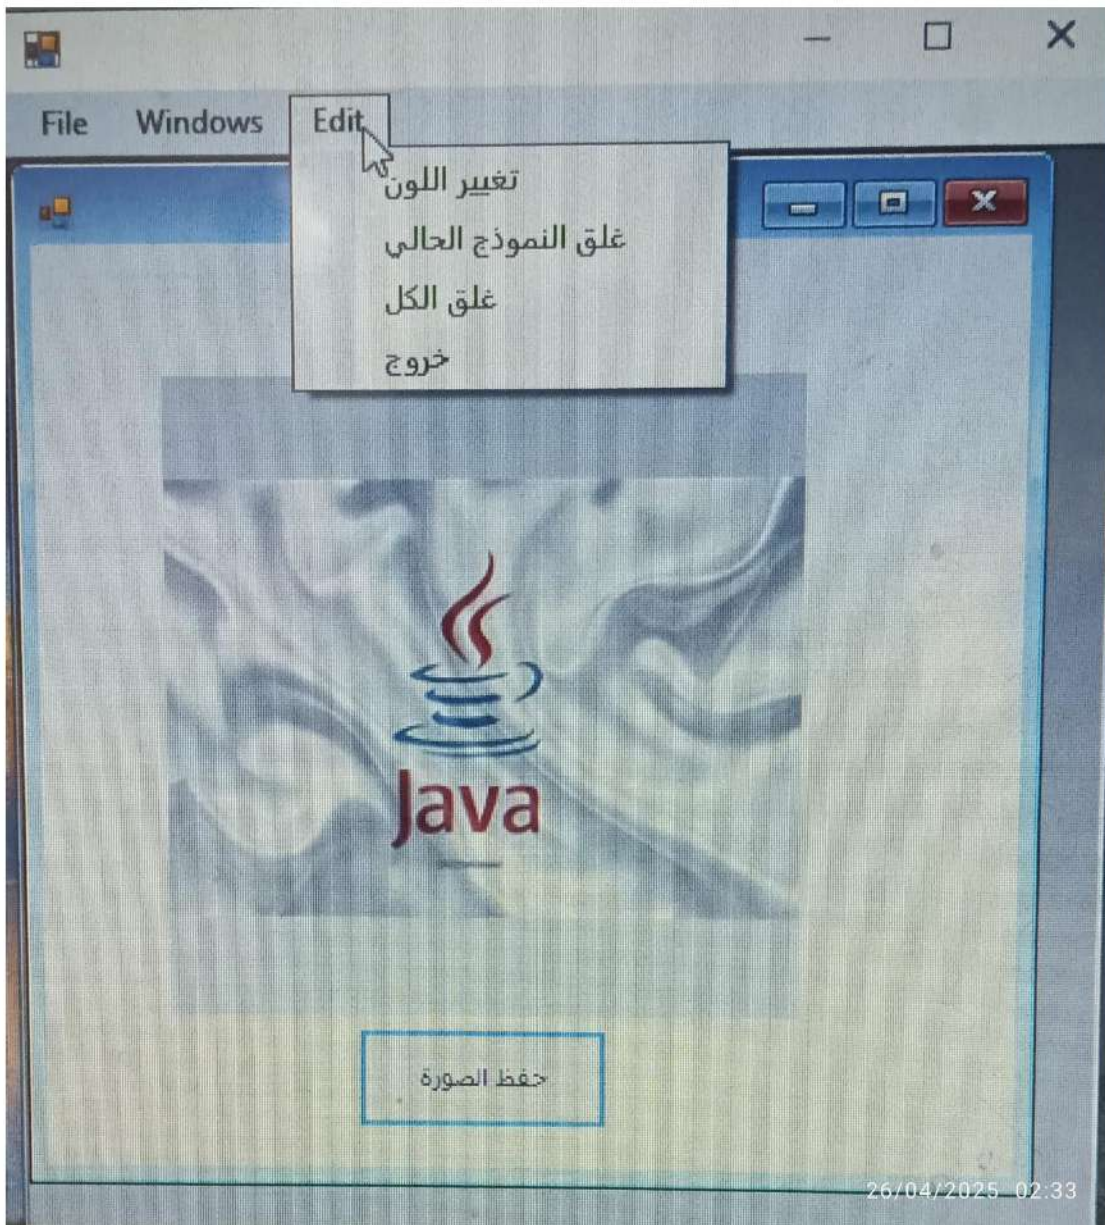 File Windows Edit
تغيير اللون
غلق النموذج الحالي
غلق الكل
خروج
Java
حفظ الصورة
26/04/2025 02:33